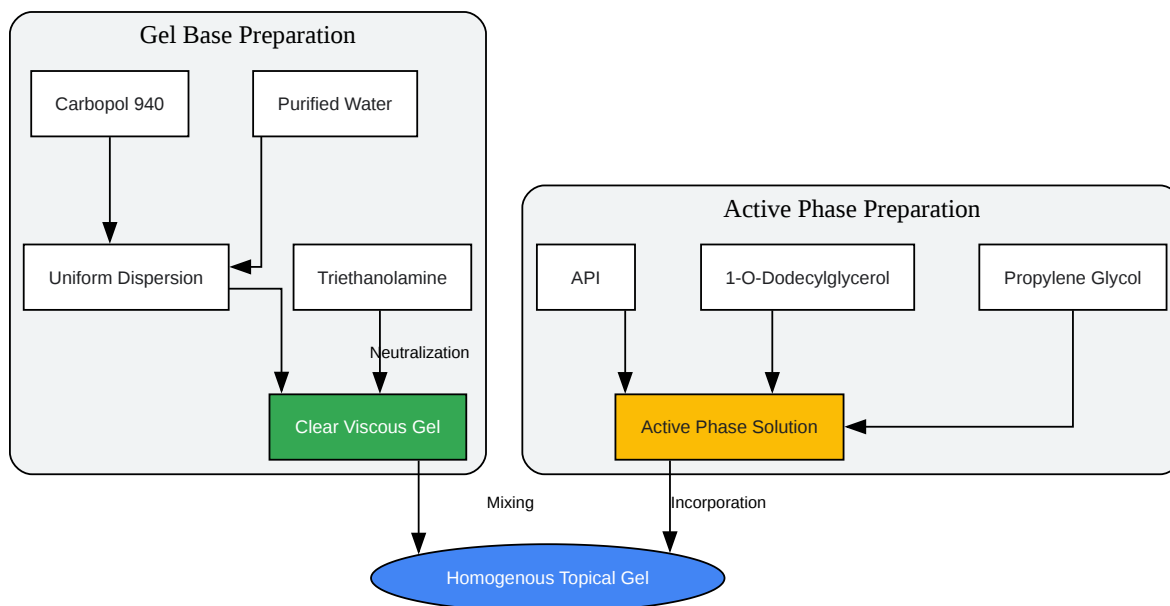 Gel Base Preparation
Carbopol 940
Purified Water
Uniform Dispersion
Triethanolamine
Neutralization
Clear Viscous Gel
Active Phase Preparation
API
1-O-Dodecylglycerol
Propylene Glycol
Active Phase Solution
Mixing
Incorporation
Homogenous Topical Gel